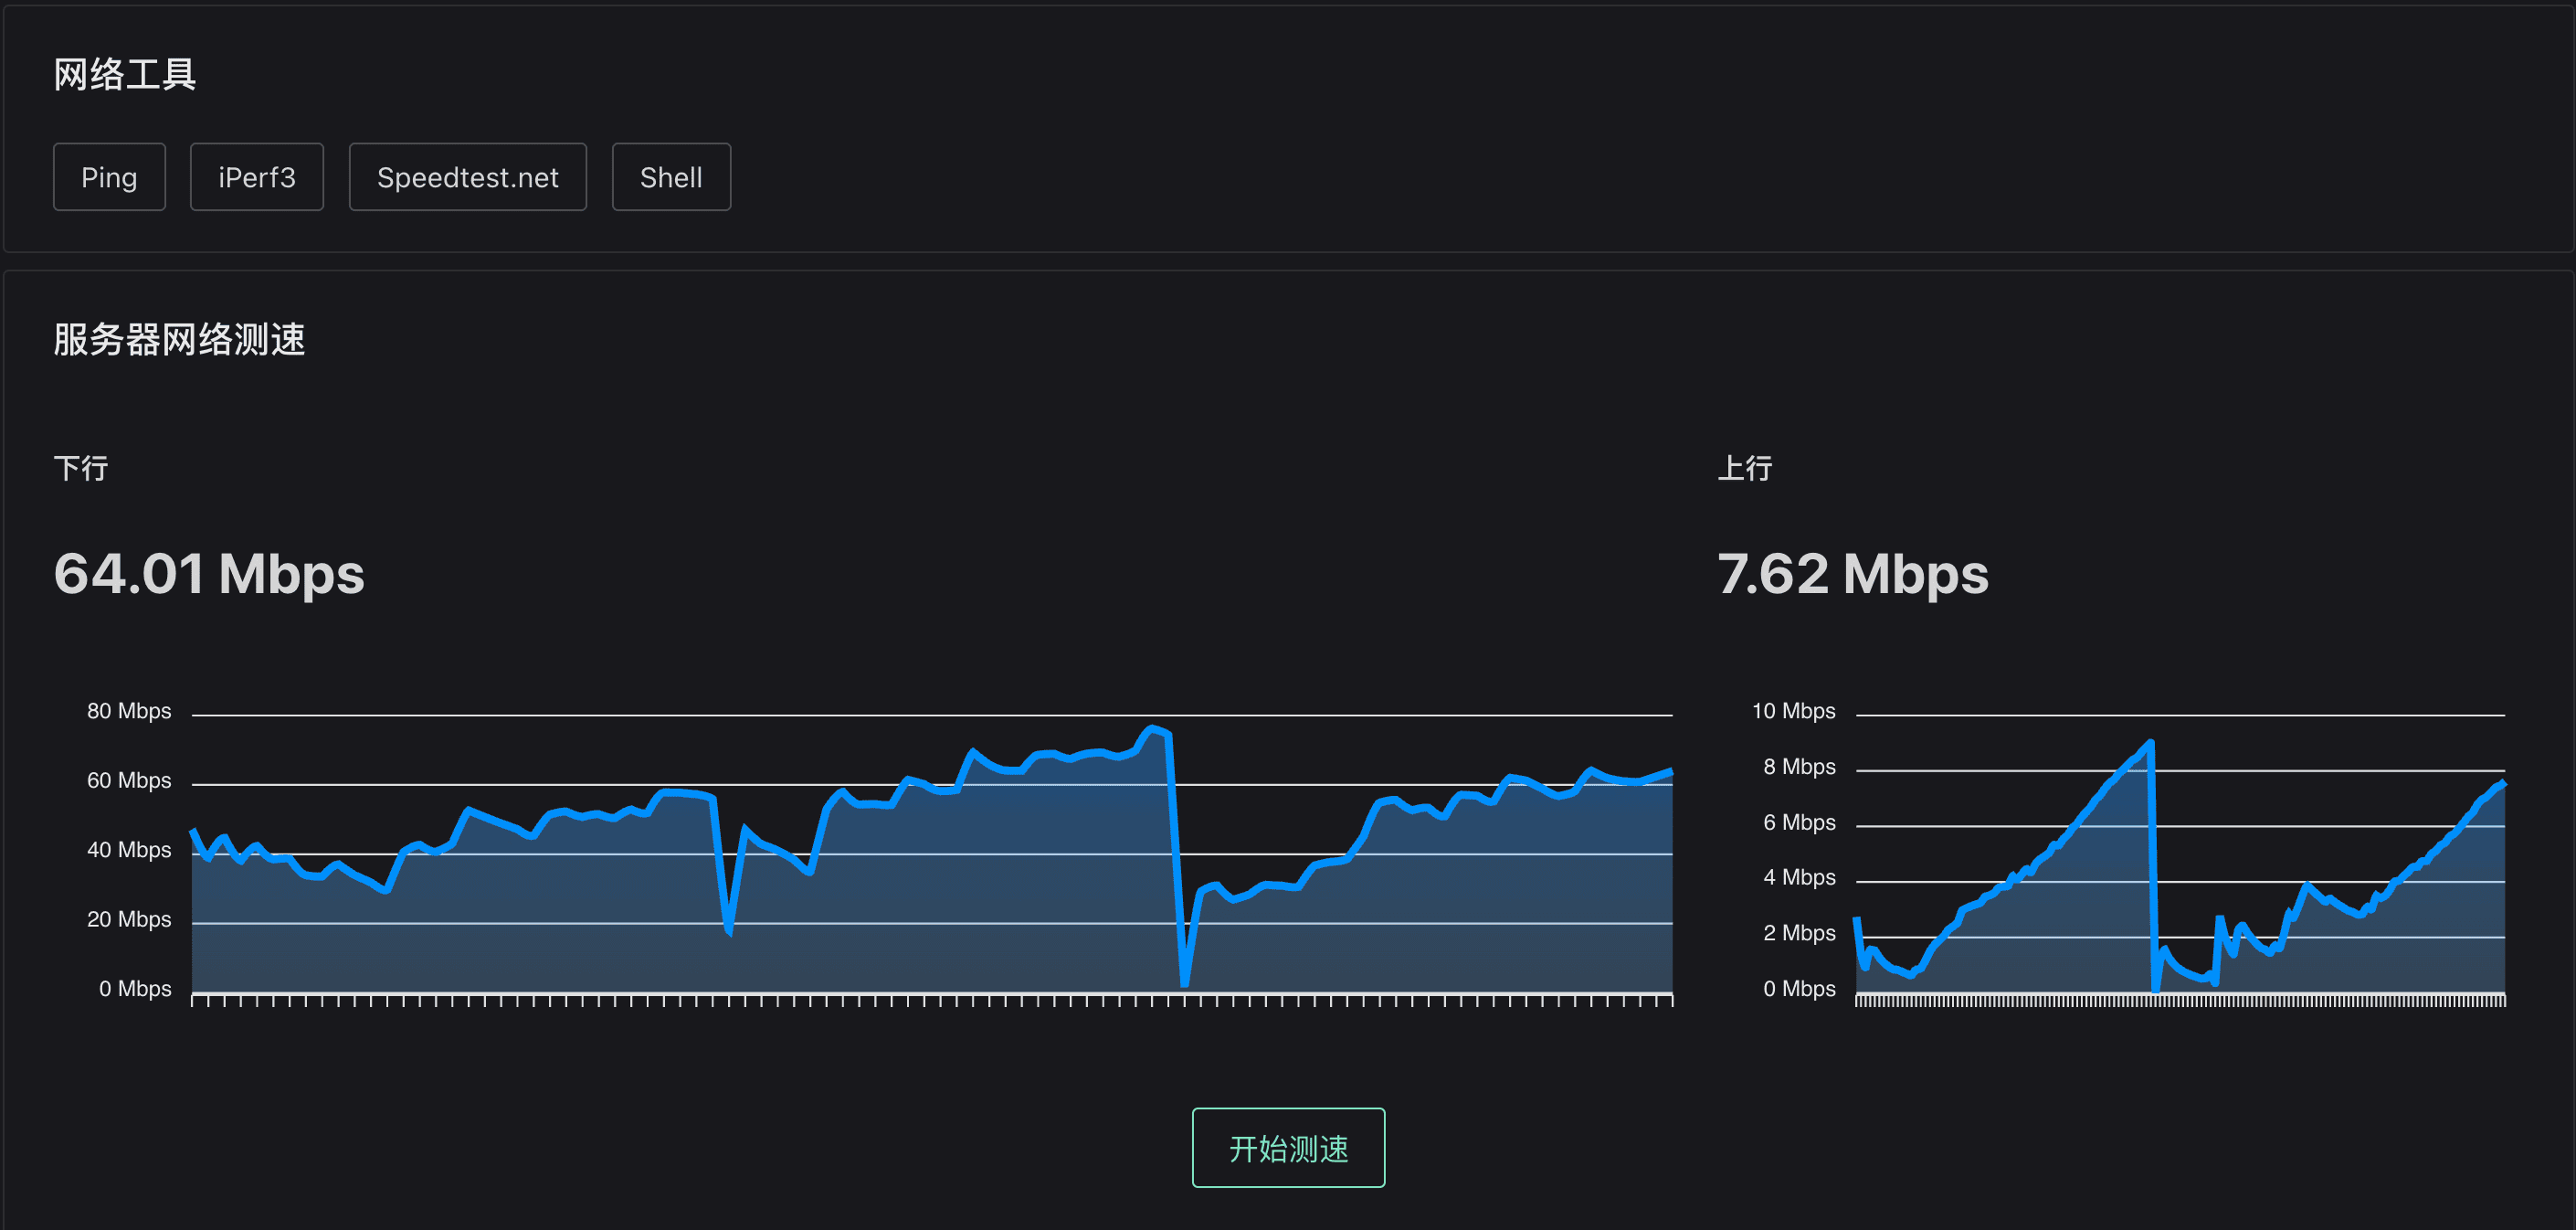 网络工具
Ping
iPerf3
Speedtest.net
Shell
服务器网络测速
下行
64.01 Mbps
80 Mbps
60 Mbps
40 Mbps
20 Mbps
0 Mbps
上行
7.62 Mbps
10 Mbps
8 Mbps
6 Mbps
4 Mbps
2 Mbps
0 Mbps
开始测速